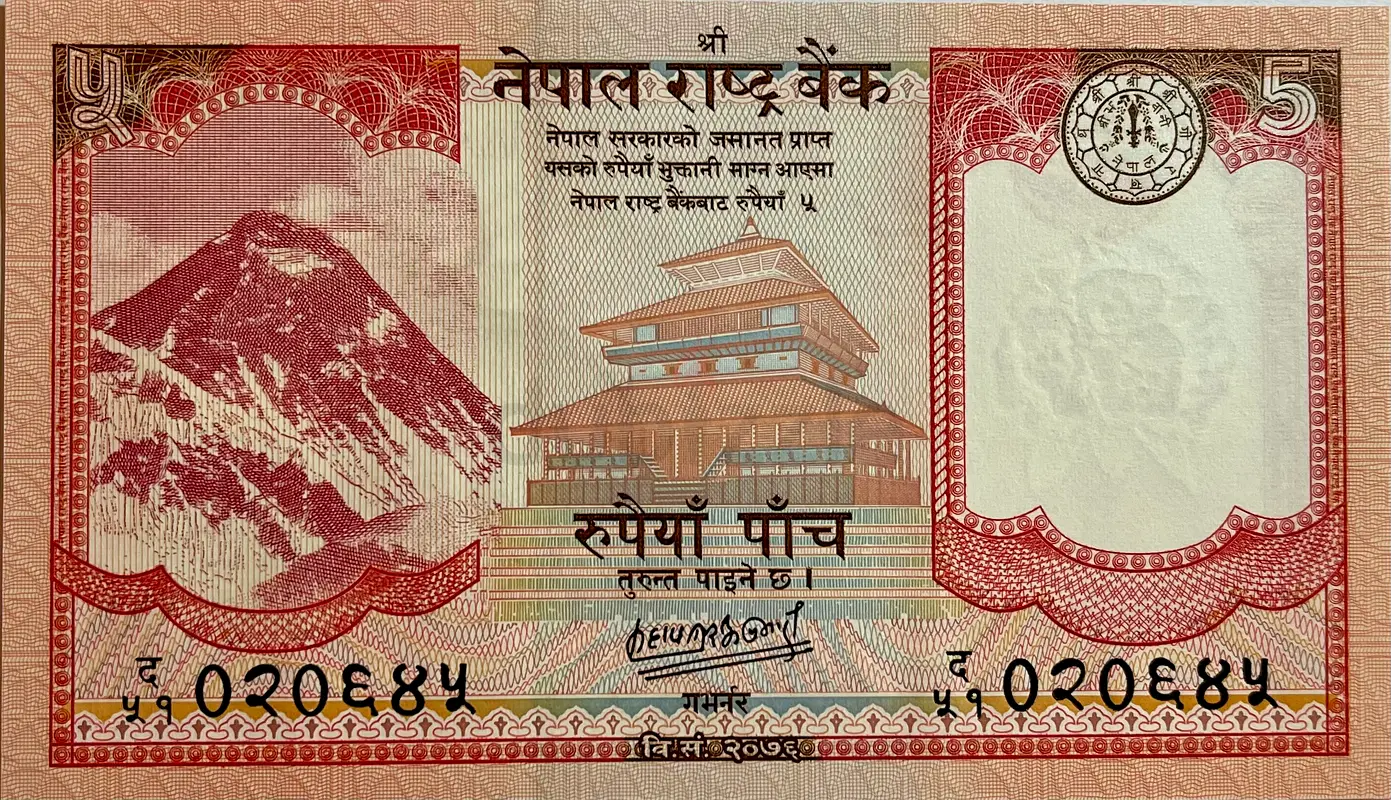 ५
5
श्री
नेपाल राष्ट्र बैंक
नेपाल सरकारको जमानत प्राप्त
यसको रुपैयाँ भुक्तानी माग्न आएमा
नेपाल राष्ट्र बैंकबाट रुपैयाँ ५
रुपैयाँ पाँच
तुरुन्त पाइने छ।
गभर्नर
द
५१ ०२०६४५
द
५१ ०२०६४५
वि.सं. २०७६